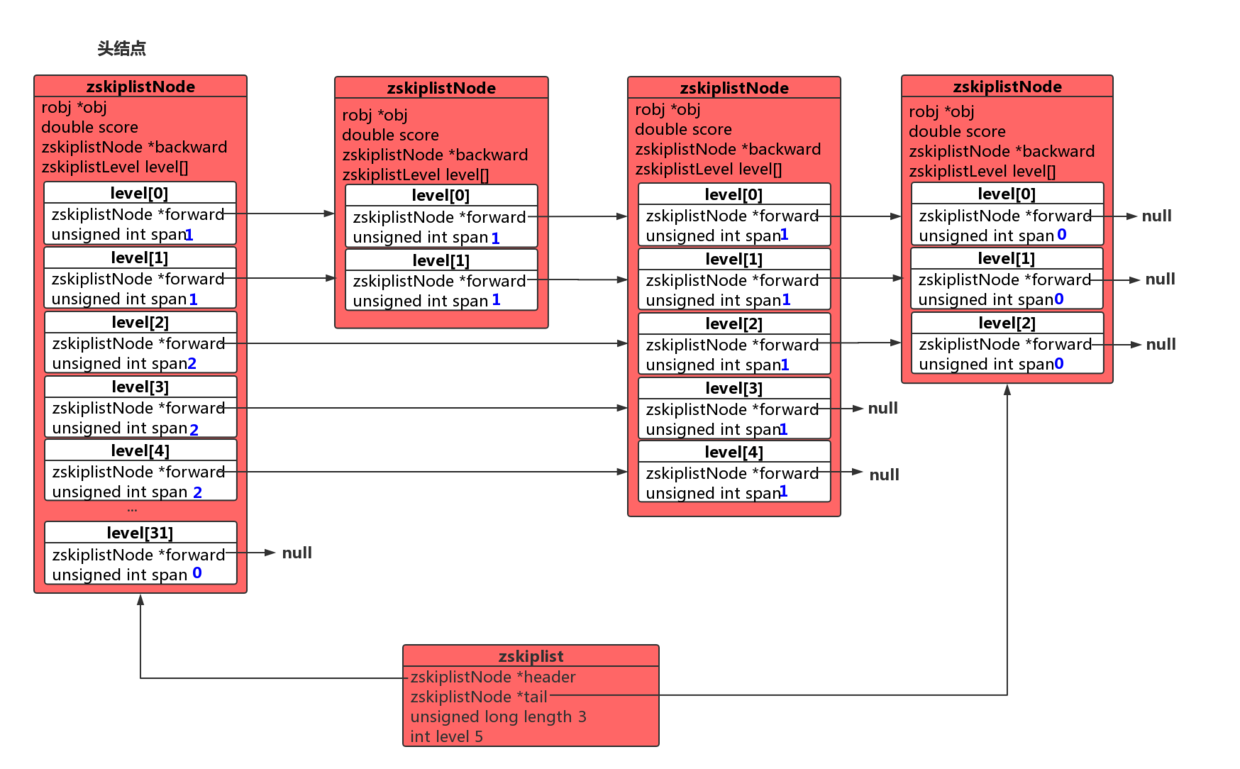 头结点
zskiplistNode
robj *obj
double score
zskiplistNode *backward
zskiplistLevel level[]
level[0]
zskiplistNode *forward
unsigned int span 1
level[1]
zskiplistNode *forward
unsigned int span 1
level[2]
zskiplistNode *forward
unsigned int span 2
level[3]
zskiplistNode *forward
unsigned int span 2
level[4]
zskiplistNode *forward
unsigned int span 2
...
level[31]
zskiplistNode *forward
unsigned int span 0
null
zskiplistNode
robj *obj
double score
zskiplistNode *backward
zskiplistLevel level[]
level[0]
zskiplistNode *forward
unsigned int span 1
level[1]
zskiplistNode *forward
unsigned int span 1
zskiplistNode
robj *obj
double score
zskiplistNode *backward
zskiplistLevel level[]
level[0]
zskiplistNode *forward
unsigned int span 1
level[1]
zskiplistNode *forward
unsigned int span 1
level[2]
zskiplistNode *forward
unsigned int span 1
level[3]
zskiplistNode *forward
unsigned int span 1
null
level[4]
zskiplistNode *forward
unsigned int span 1
null
zskiplistNode
robj *obj
double score
zskiplistNode *backward
zskiplistLevel level[]
level[0]
zskiplistNode *forward
unsigned int span 0
null
level[1]
zskiplistNode *forward
unsigned int span 0
null
level[2]
zskiplistNode *forward
unsigned int span 0
null
zskiplist
zskiplistNode *header
zskiplistNode *tail
unsigned long length 3
int level 5